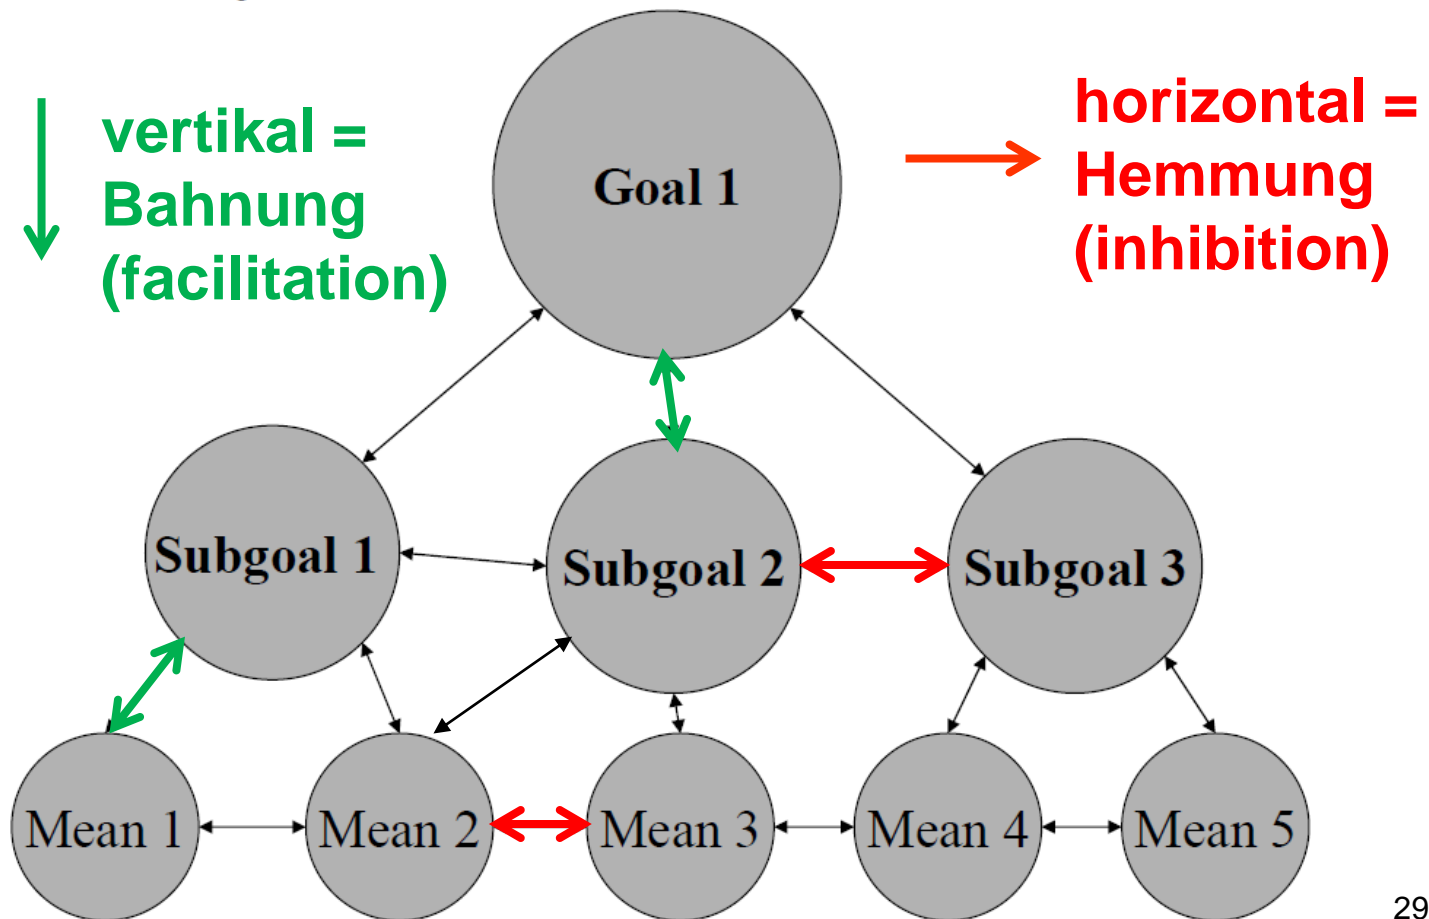 vertikal =
Bahnung
(facilitation)
Goal 1
horizontal =
Hemmung
(inhibition)
Subgoal 1
Subgoal 2
Subgoal 3
Mean 1
Mean 2
Mean 3
Mean 4
Mean 5
29